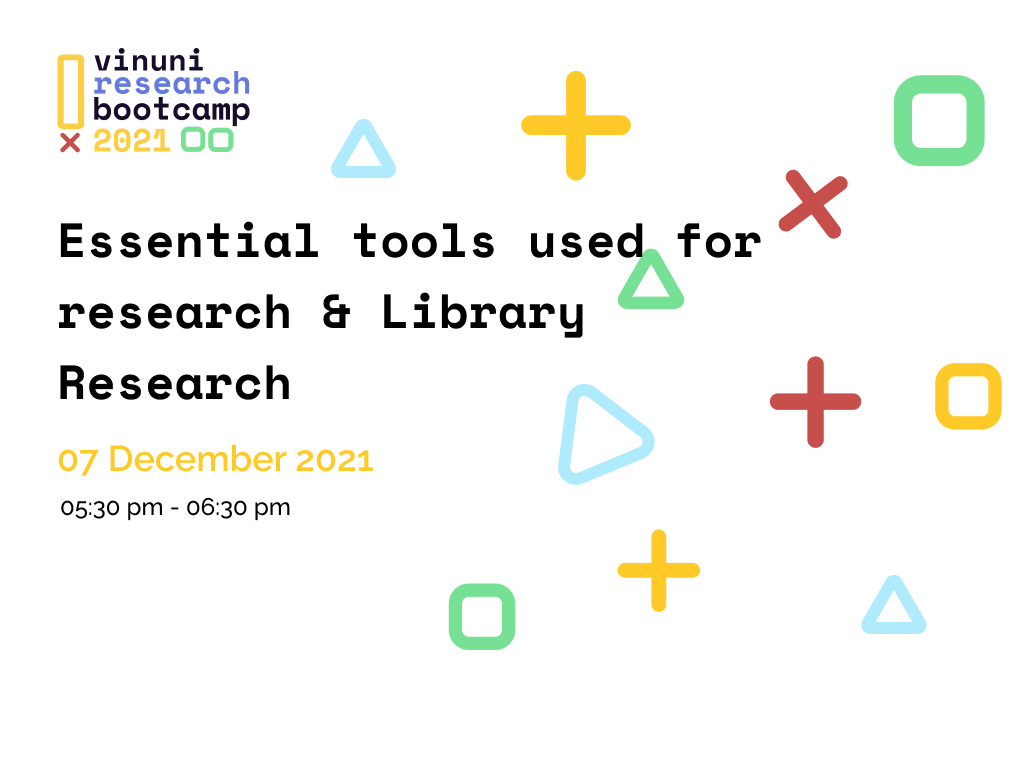 vinuni
research
bootcamp
2021
Essential tools used for
research & Library
Research
07 December 2021
05:30 pm - 06:30 pm